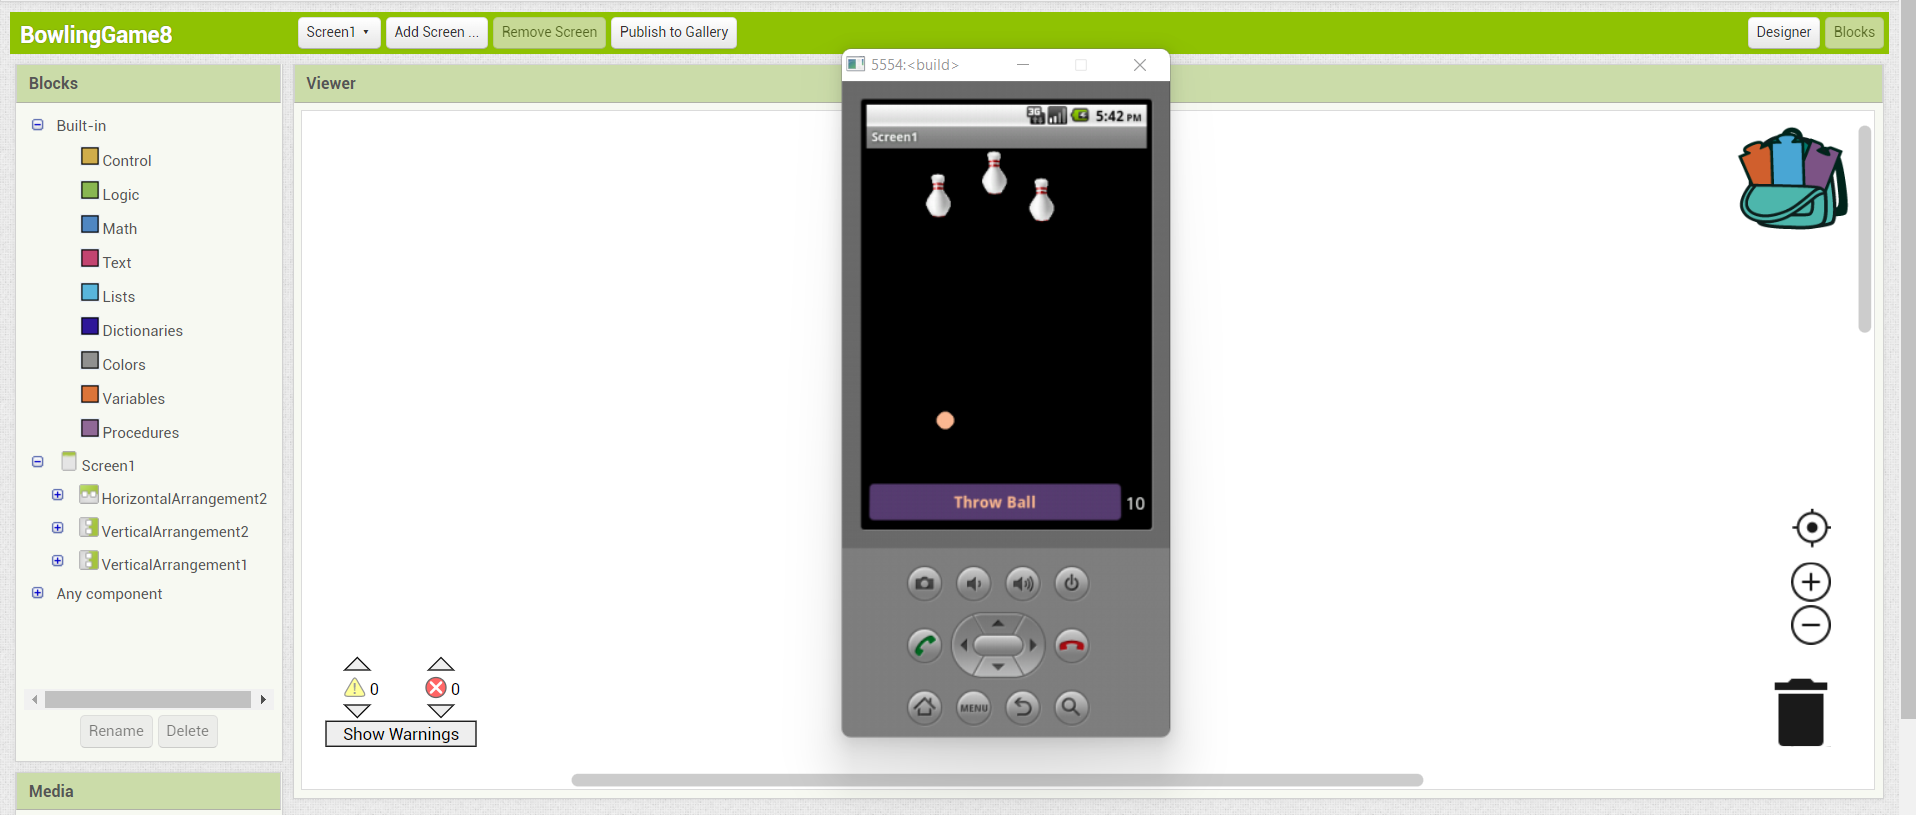 BowlingGame8
Screen1 Add Screen ... Remove Screen Publish to Gallery
Designer Blocks
Blocks
Built-in
Control
Logic
Math
Text
Lists
Dictionaries
Colors
Variables
Procedures
Screen1
HorizontalArrangement2
VerticalArrangement2
VerticalArrangement1
Any component
Rename Delete
Media
Viewer
0 0
Show Warnings
5554:<build>
3G 5:42 PM
Screen1
Throw Ball 10
MENU